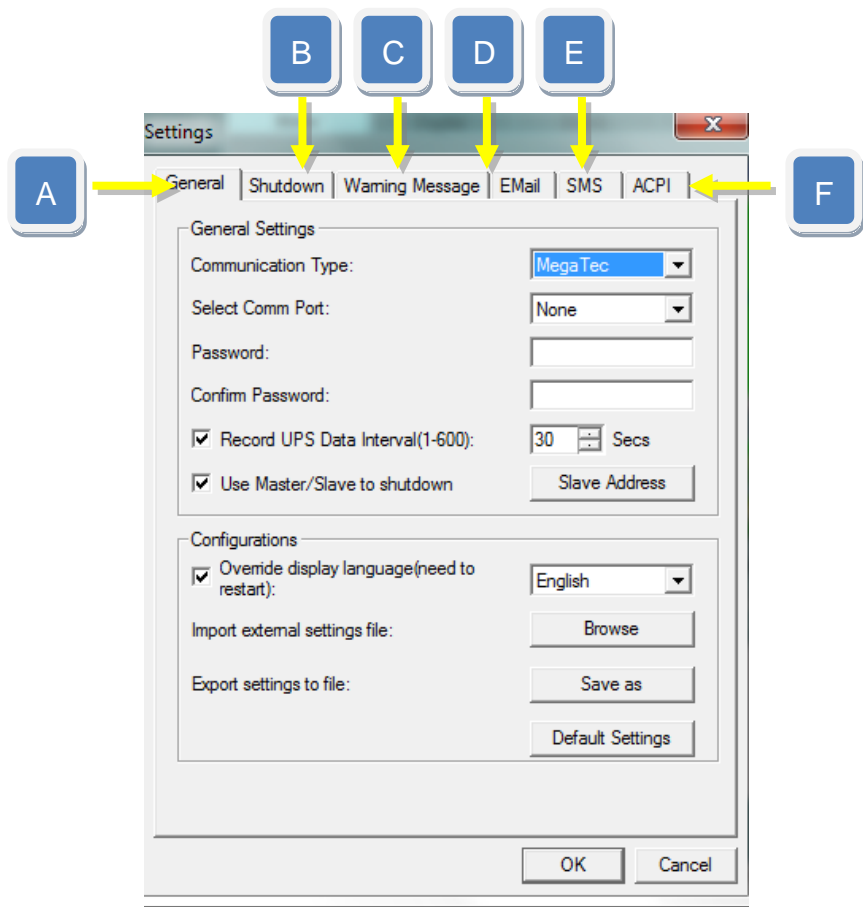 B C D E
Settings
A
General Shutdown Warning Message EMail SMS ACPI
F
General Settings
Communication Type: MegaTec
Select Comm Port: None
Password:
Confirm Password:
Record UPS Data Interval(1-600): 30 Secs
Use Master/Slave to shutdown Slave Address
Configurations
Override display language(need to
restart): English
Import external settings file: Browse
Export settings to file: Save as
Default Settings
OK Cancel